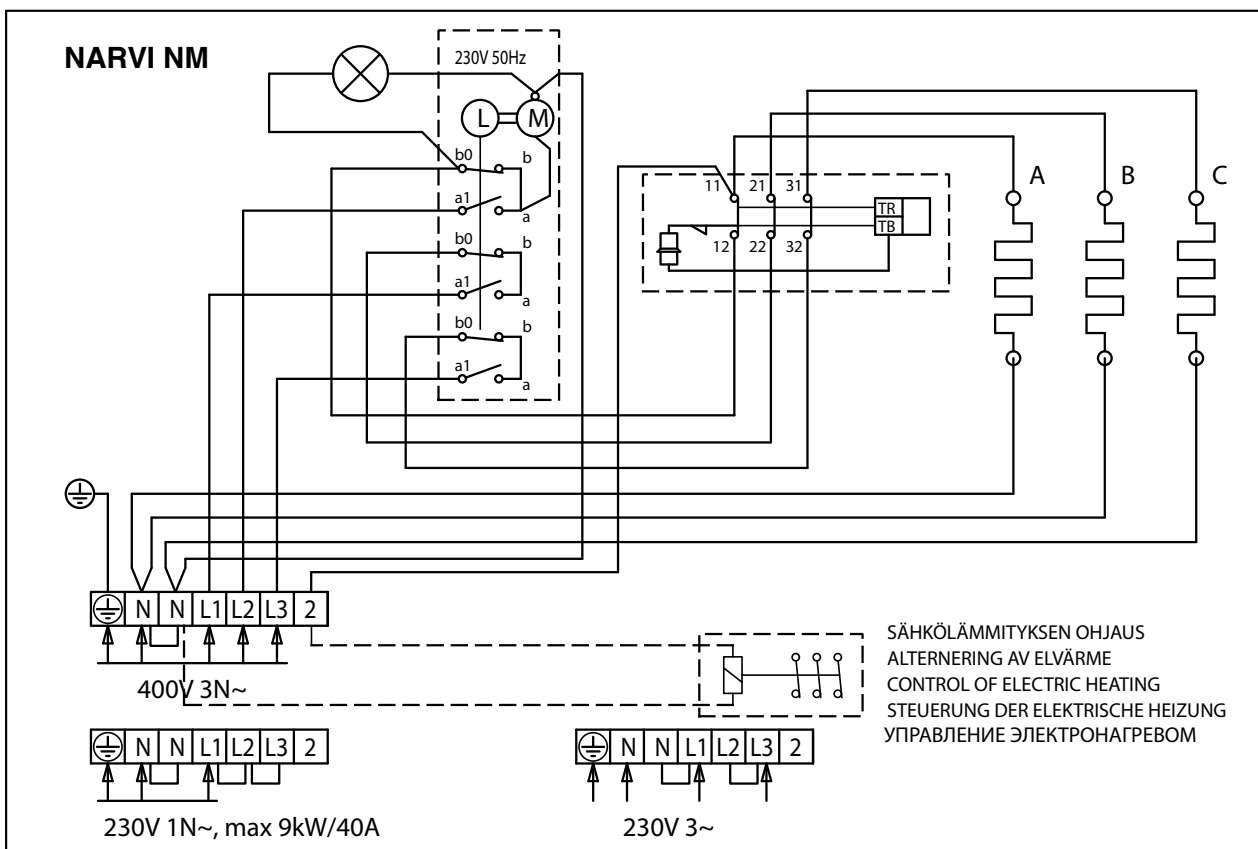 NARVI NM
230V 50Hz
L M
b0 b
a1 a
b0 b
a1 a
b0 b
a1 a
11 21 31
TR
TB
12 22 32
A B C
N N L1 L2 L3 2
400V 3N~
SÄHKÖLÄMMITYKSEN OHJAUS
ALTERNERING AV ELVÄRME
CONTROL OF ELECTRIC HEATING
STEUERUNG DER ELEKTRISCHE HEIZUNG
УПРАВЛЕНИЕ ЭЛЕКТРОНАГРЕВОМ
N N L1 L2 L3 2
230V 1N~, max 9kW/40A
N N L1 L2 L3 2
230V 3~